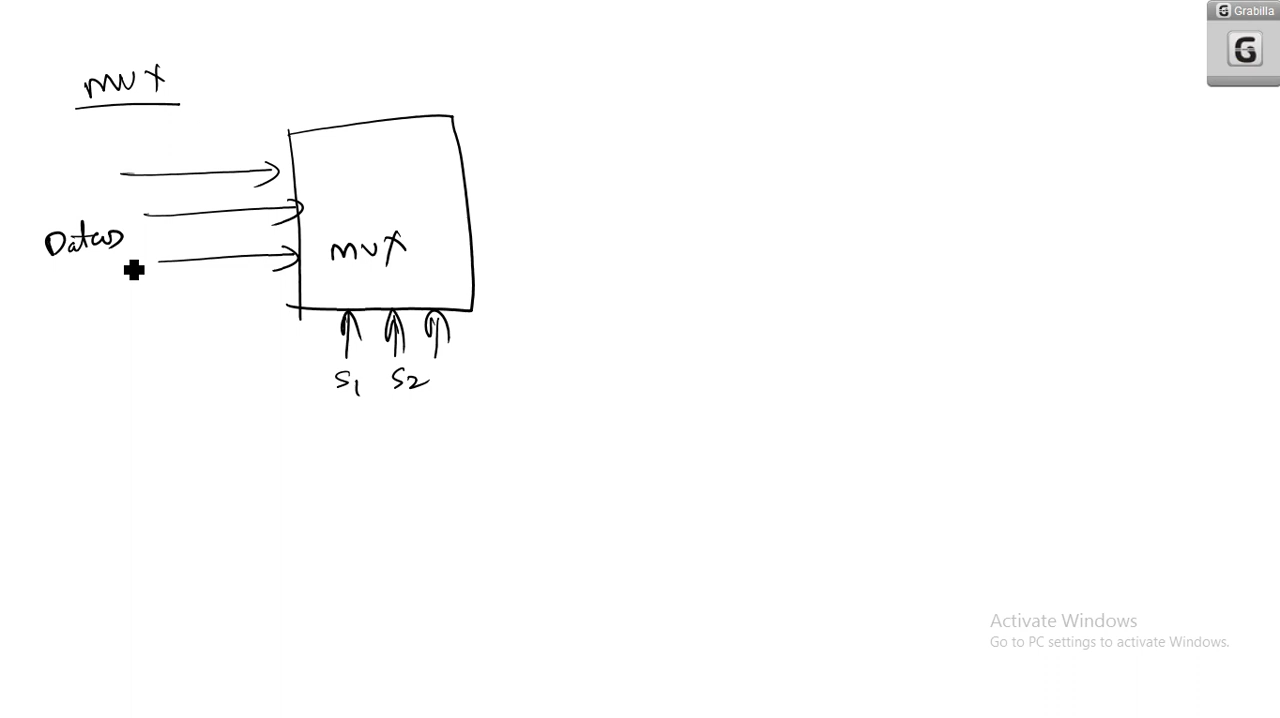 Grabilla
G
mux
Datas
mux
S1 S2
Activate Windows
Go to PC settings to activate Windows.